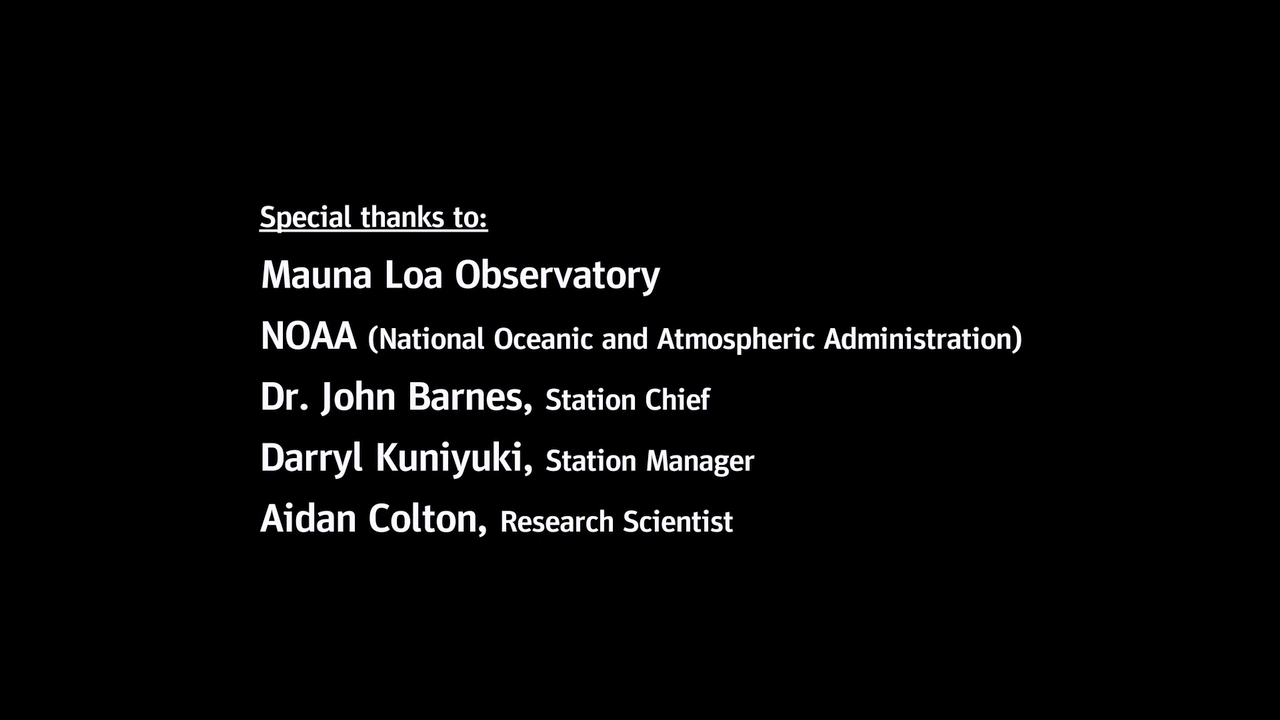 Special thanks to:
Mauna Loa Observatory
NOAA (National Oceanic and Atmospheric Administration)
Dr. John Barnes, Station Chief
Darryl Kuniyuki, Station Manager
Aidan Colton, Research Scientist